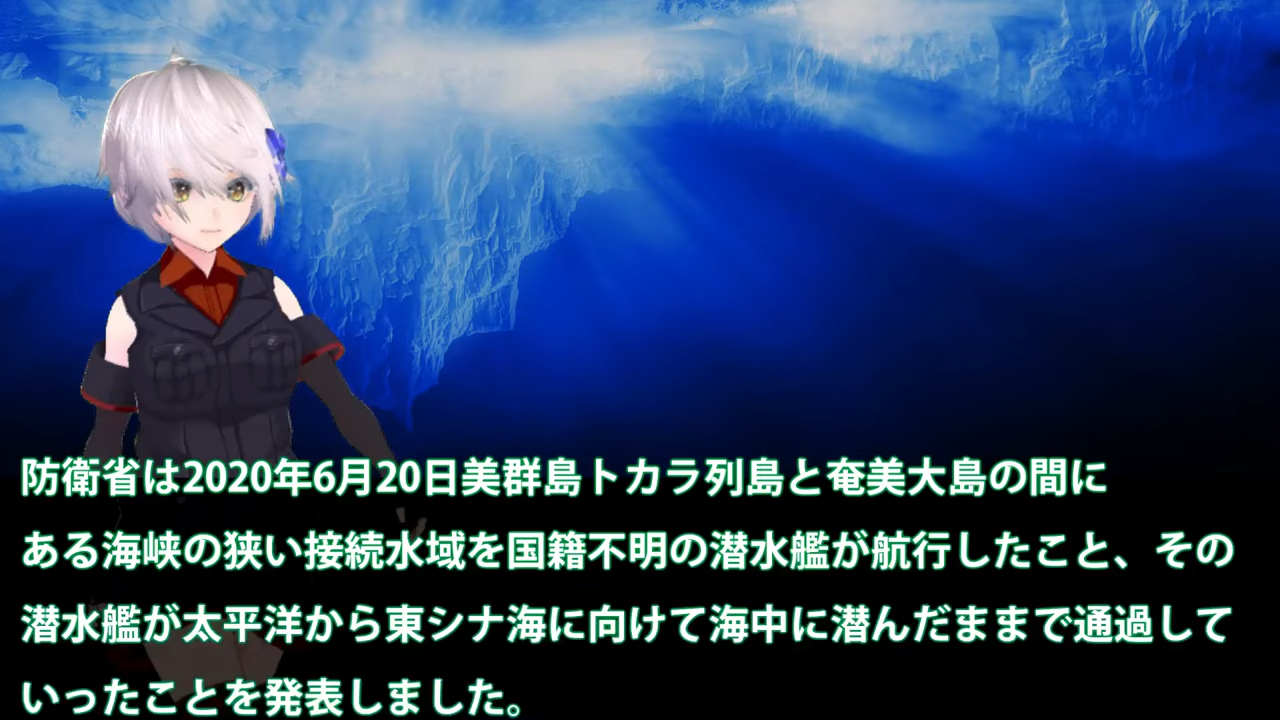 防衛省は2020年6月20日美群島トカラ列島と奄美大島の間に
ある海峡の狭い接続水域を国籍不明の潜水艦が航行したこと、その
潜水艦が太平洋から東シナ海に向けて海中に潜んだままで通過して
いったことを発表しました。